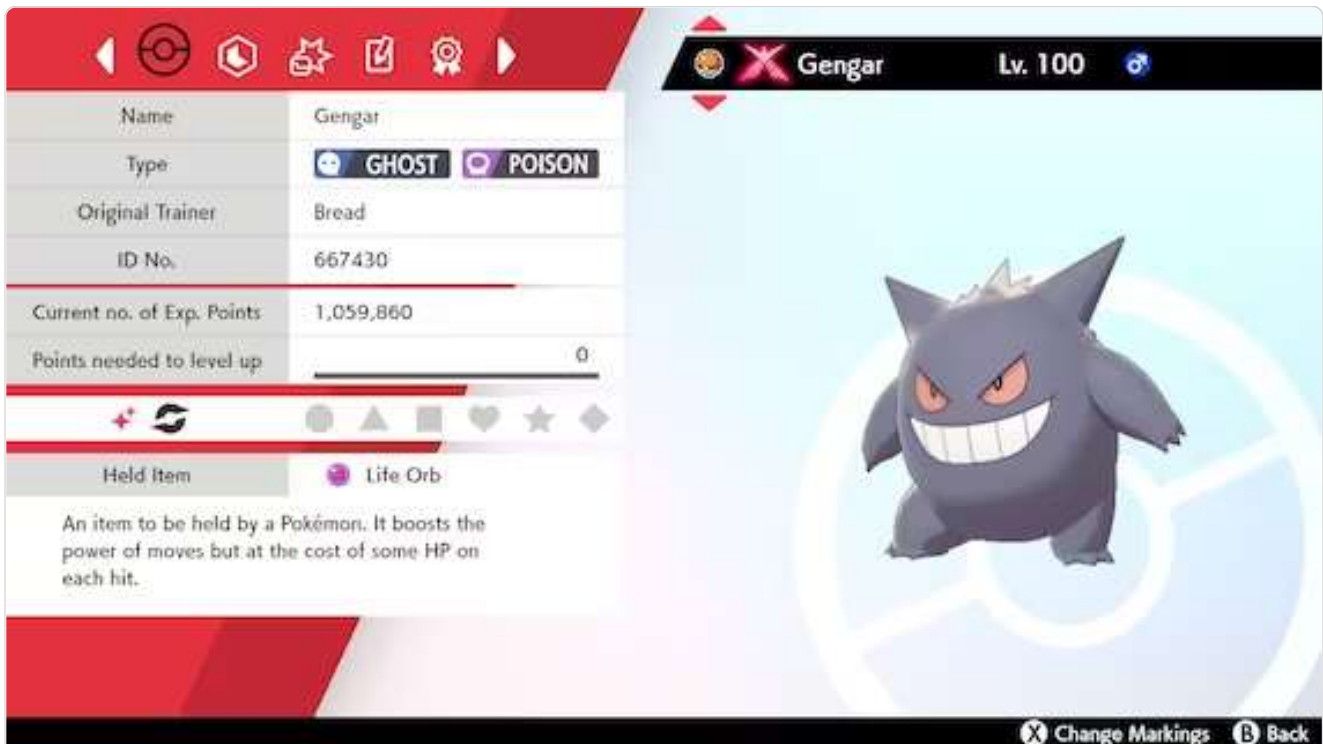 Gengar Lv. 100
Name Gengar
Type GHOST POISON
Original Trainer Bread
ID No. 667430
Current no. of Exp. Points 1,059,860
Points needed to level up 0
Held Item Life Orb
An item to be held by a Pokémon. It boosts the
power of moves but at the cost of some HP on
each hit.
X Change Markings B Back